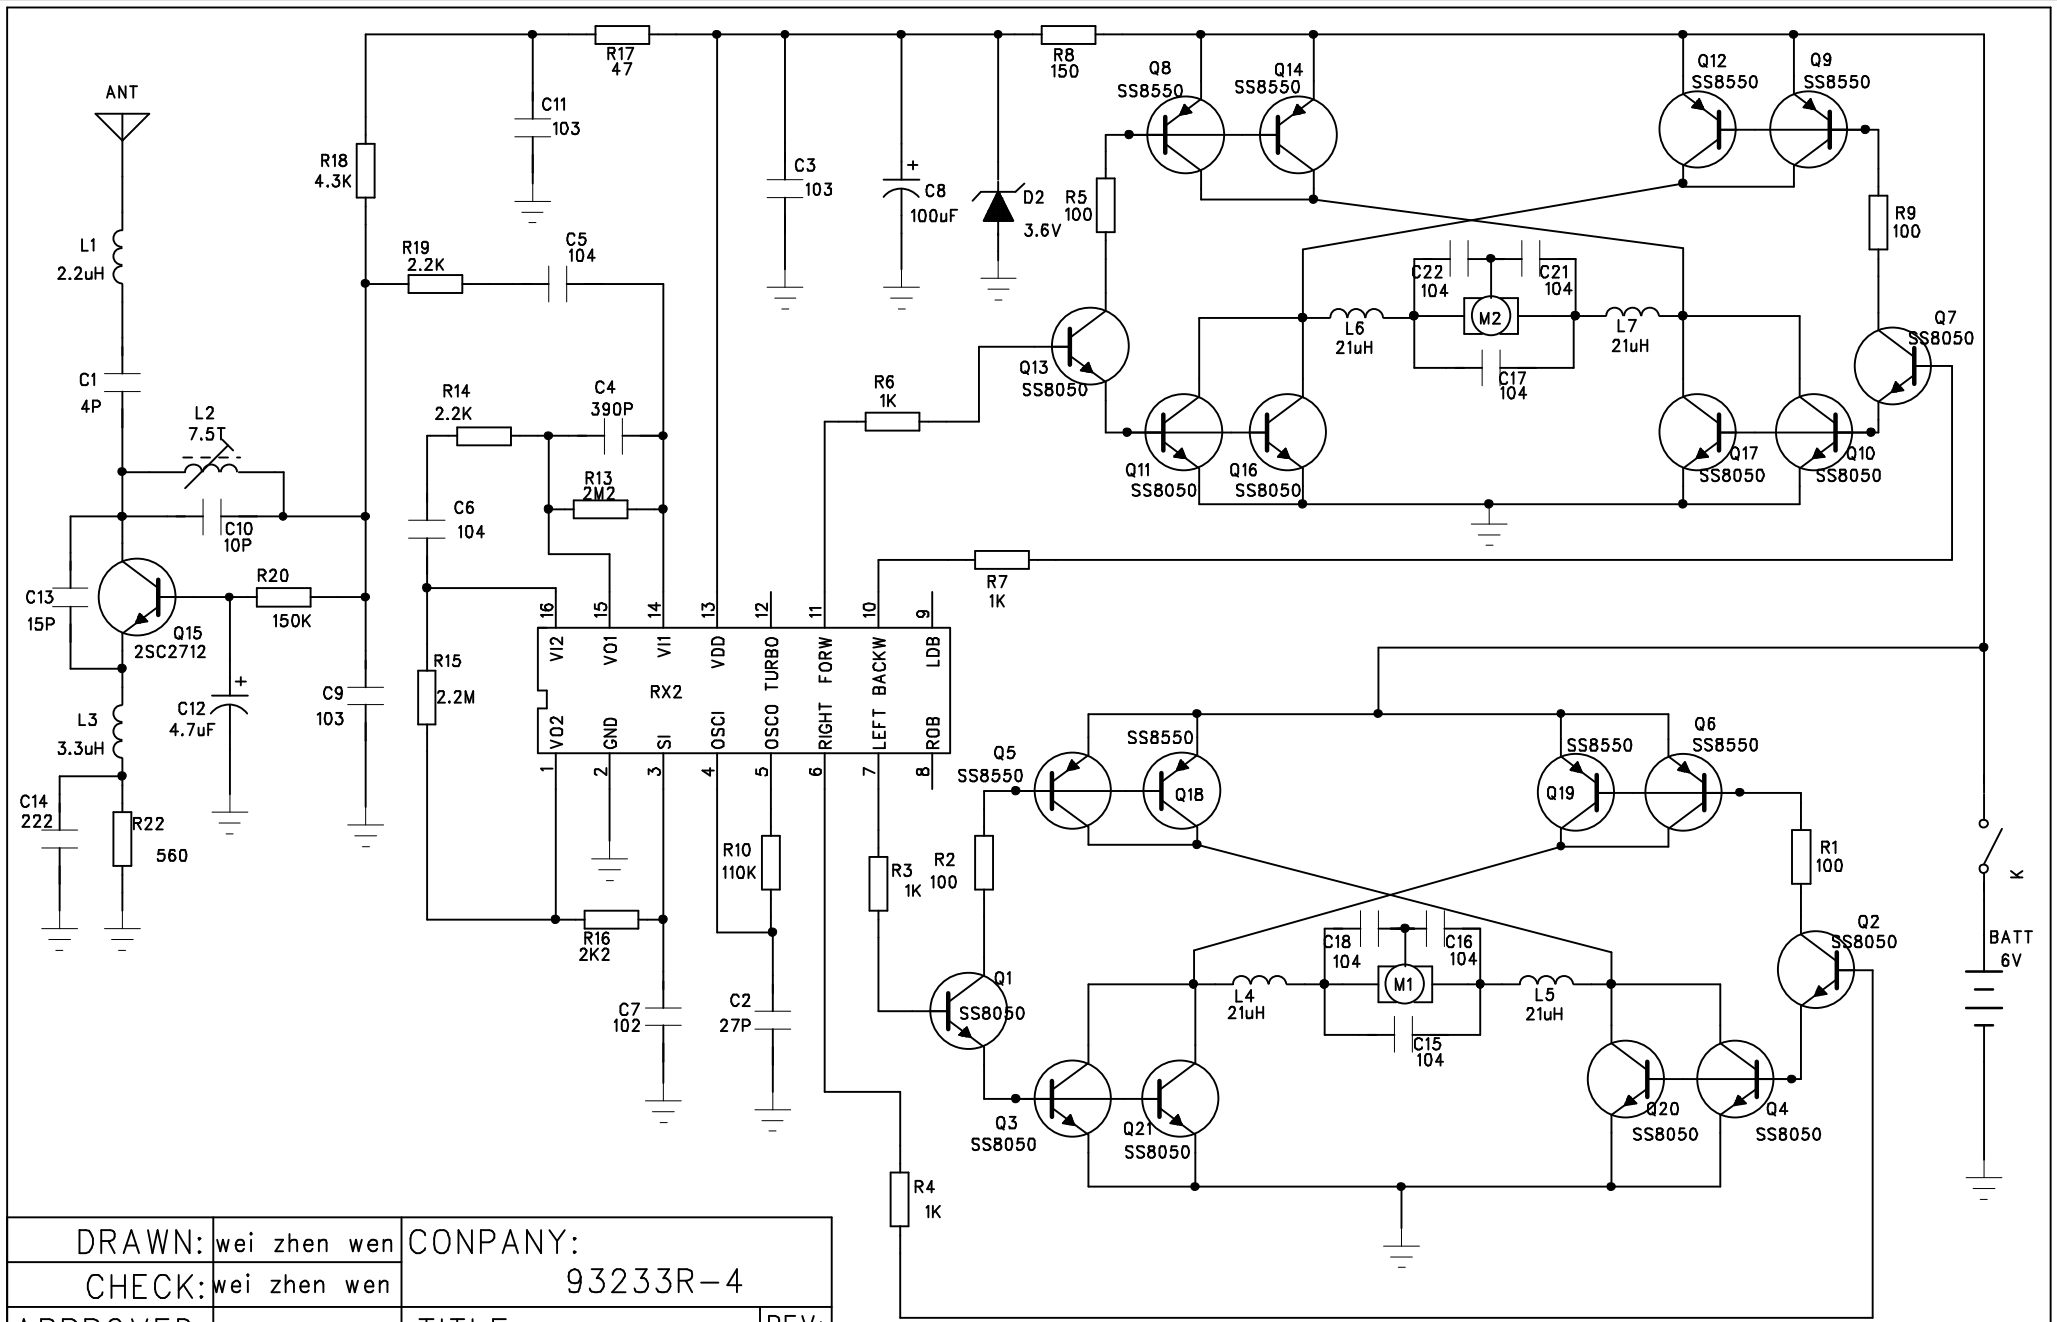 ANT
L1
2.2uH
C1
4P
L2
7.5T
C10
10P
C13
15P
Q15
2SC2712
R20
150K
L3
3.3uH
C12
+
4.7uF
C14
222
R22
560
C9
103
R18
4.3K
C11
103
R17
47
R19
2.2K
C5
104
C3
103
+
C8
100uF
D2
3.6V
R8
150
R14
2.2K
C4
390P
R13
2M2
C6
104
R15
2.2M
R16
2K2
C7
102
R10
110K
C2
27P
16 15 14 13 12 11 10 9
VI2 VO1 VI1 VDD TURBO FORW BACKW LDB
RX2
VO2 GND SI OSCI OSCO RIGHT LEFT ROB
1 2 3 4 5 6 7 8
R6
1K
R7
1K
R3
1K
R4
1K
Q8
SS8550
Q14
SS8550
Q12
SS8550
Q9
SS8550
R5
100
R9
100
Q13
SS8050
Q7
SS8050
C22
104
C21
104
M2
L6
21uH
L7
21uH
C17
104
Q11
SS8050
Q16
SS8050
Q17
SS8050
Q10
SS8050
Q5
SS8550
SS8550
Q18
SS8550
Q19
Q6
SS8550
R2
100
R1
100
Q1
SS8050
Q2
SS8050
C18
104
C16
104
M1
L4
21uH
L5
21uH
C15
104
Q3
SS8050
Q21
SS8050
Q20
SS8050
Q4
SS8050
K
BATT
6V
DRAWN: wei zhen wen CONPANY:
CHECK: wei zhen wen 93233R-4
APPROVED: TITLE REV: